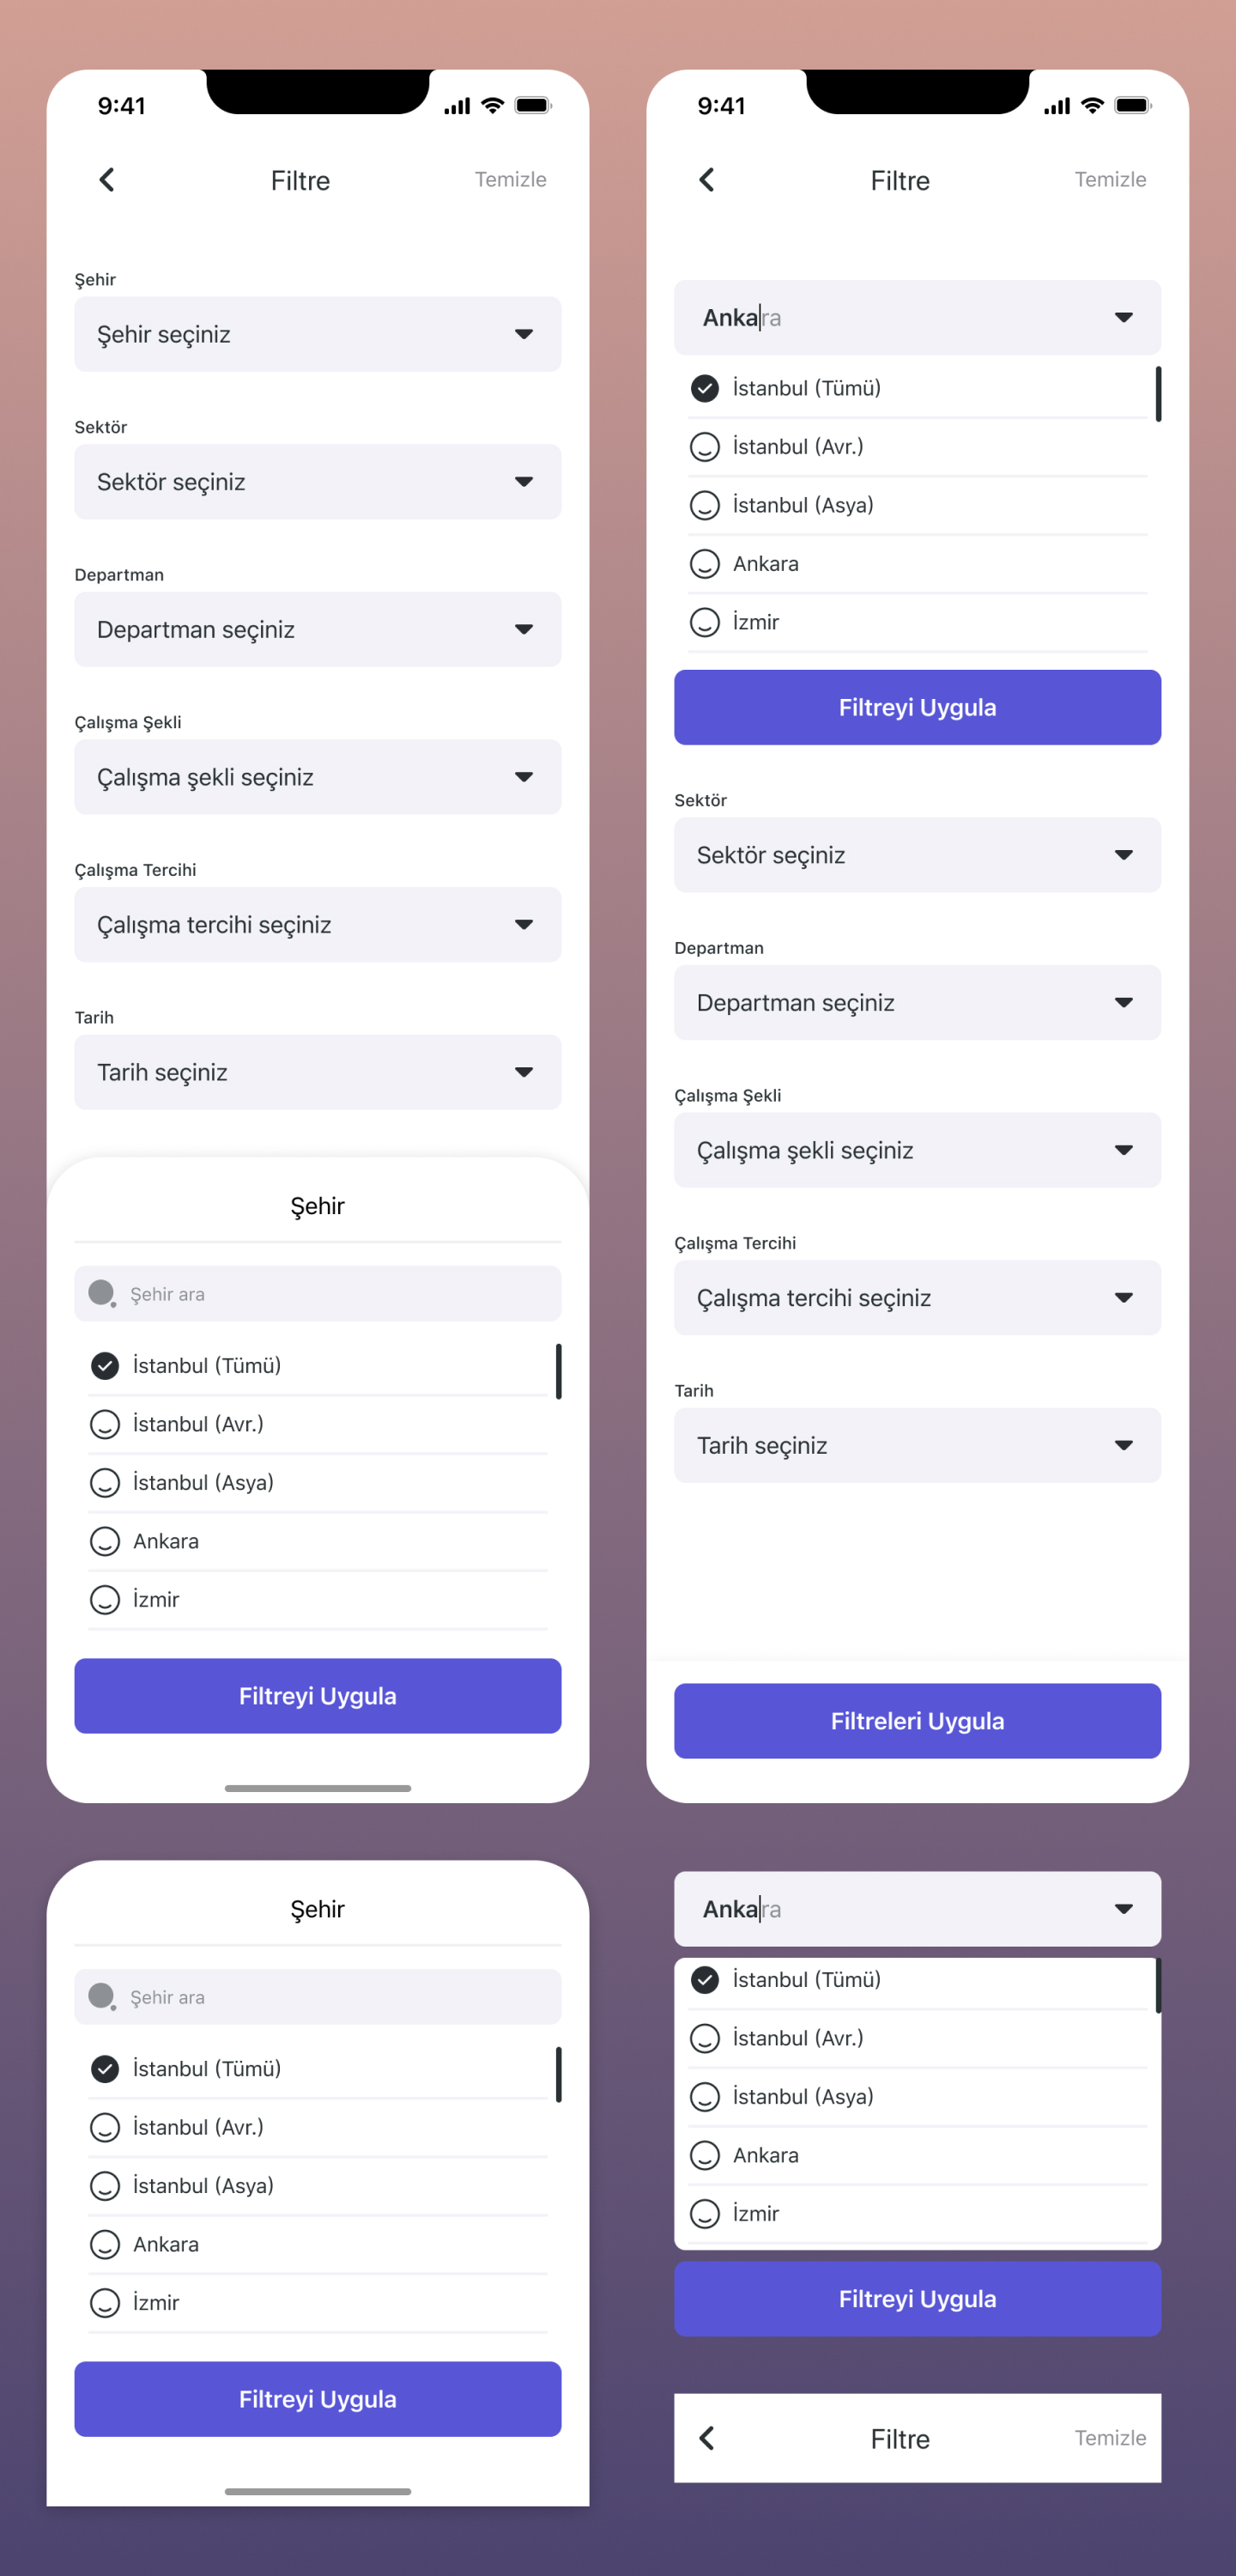 9:41
Filtre
Temizle
Şehir
Şehir seçiniz
Sektör
Sektör seçiniz
Departman
Departman seçiniz
Çalışma Şekli
Çalışma şekli seçiniz
Çalışma Tercihi
Çalışma tercihi seçiniz
Tarih
Tarih seçiniz
Şehir
Şehir ara
İstanbul (Tümü)
İstanbul (Avr.)
İstanbul (Asya)
Ankara
İzmir
Filtreyi Uygula
9:41
Filtre
Temizle
Ankara
İstanbul (Tümü)
İstanbul (Avr.)
İstanbul (Asya)
Ankara
İzmir
Filtreyi Uygula
Sektör
Sektör seçiniz
Departman
Departman seçiniz
Çalışma Şekli
Çalışma şekli seçiniz
Çalışma Tercihi
Çalışma tercihi seçiniz
Tarih
Tarih seçiniz
Filtreleri Uygula
Şehir
Şehir ara
İstanbul (Tümü)
İstanbul (Avr.)
İstanbul (Asya)
Ankara
İzmir
Filtreyi Uygula
Ankara
İstanbul (Tümü)
İstanbul (Avr.)
İstanbul (Asya)
Ankara
İzmir
Filtreyi Uygula
Filtre
Temizle